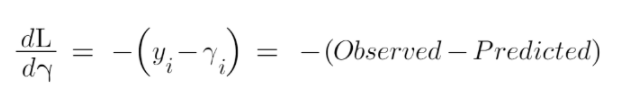 dL/dγ = −(y_i − γ_i) = −(Observed − Predicted)